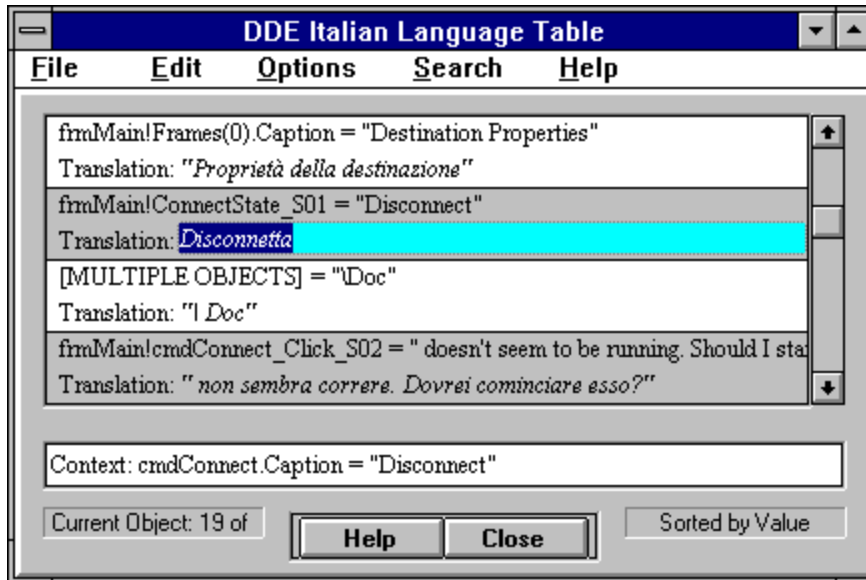 DDE Italian Language Table
File Edit Options Search Help
frmMain!Frames(0).Caption = "Destination Properties"
Translation: "Proprietà della destinazione"
frmMain!ConnectState_S01 = "Disconnect"
Translation: Disconnetta
[MULTIPLE OBJECTS] = "\Doc"
Translation: "\ Doc"
frmMain!cmdConnect_Click_S02 = " doesn't seem to be running. Should I
Translation: " non sembra correre. Dovrei cominciare esso?"
Context: cmdConnect.Caption = "Disconnect"
Current Object: 19 of
Help Close
Sorted by Value